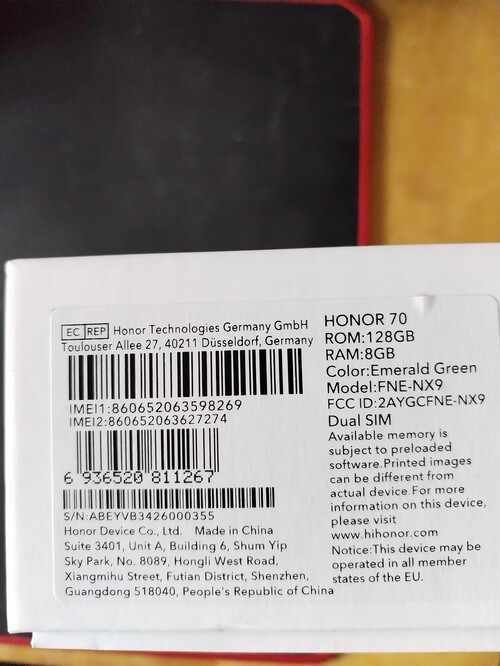 EC REP Honor Technologies Germany GmbH
Toulouser Allee 27, 40211 Düsseldorf, Germany
IMEI1:860652063598269
IMEI2:860652063627274
6 936520 811267
S/N:ABEYVB3426000355
Honor Device Co., Ltd. Made in China
Suite 3401, Unit A, Building 6, Shum Yip
Sky Park, No. 8089, Hongli West Road,
Xiangmihu Street, Futian District, Shenzhen,
Guangdong 518040, People's Republic of China
HONOR 70
ROM:128GB
RAM:8GB
Color:Emerald Green
Model:FNE-NX9
FCC ID:2AYGCFNE-NX9
Dual SIM
Available memory is
subject to preloaded
software.Printed images
can be different from
actual device.For more
information on this device,
please visit
www.hihonor.com
Notice:This device may be
operated in all member
states of the EU.